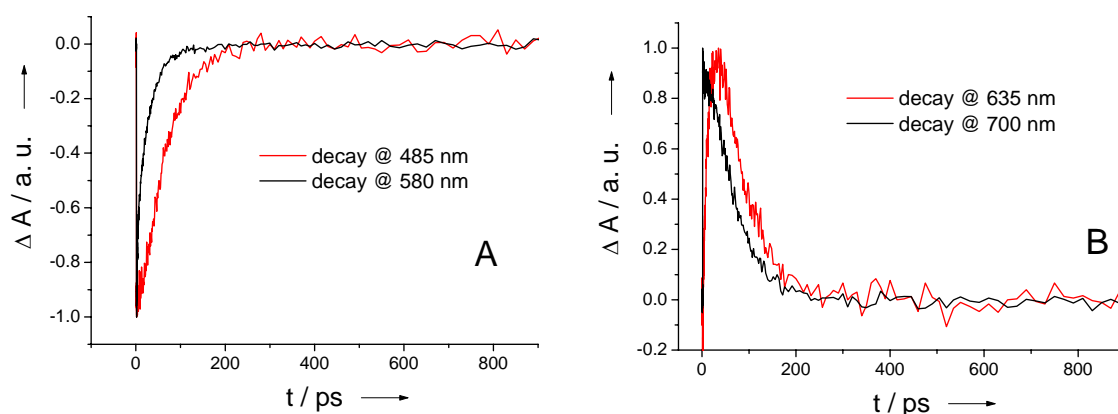 0.0
-0.2
-0.4
-0.6
-0.8
-1.0
Δ A / a. u.
decay @ 485 nm
decay @ 580 nm
A
0 200 400 600 800
t / ps
1.0
0.8
0.6
0.4
0.2
0.0
-0.2
Δ A / a. u.
decay @ 635 nm
decay @ 700 nm
B
0 200 400 600 800
t / ps